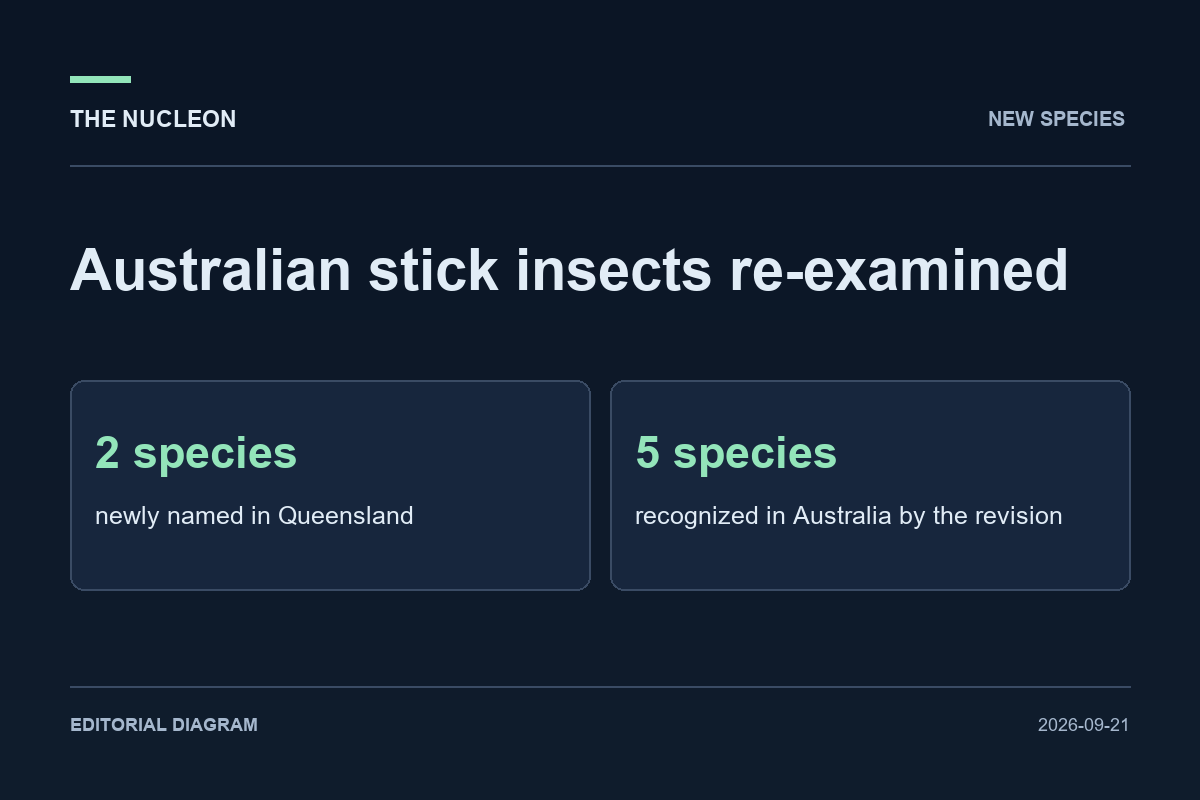 THE NUCLEON
NEW SPECIES
Australian stick insects re-examined
2 species
newly named in Queensland
5 species
recognized in Australia by the revision
EDITORIAL DIAGRAM
2026-09-21